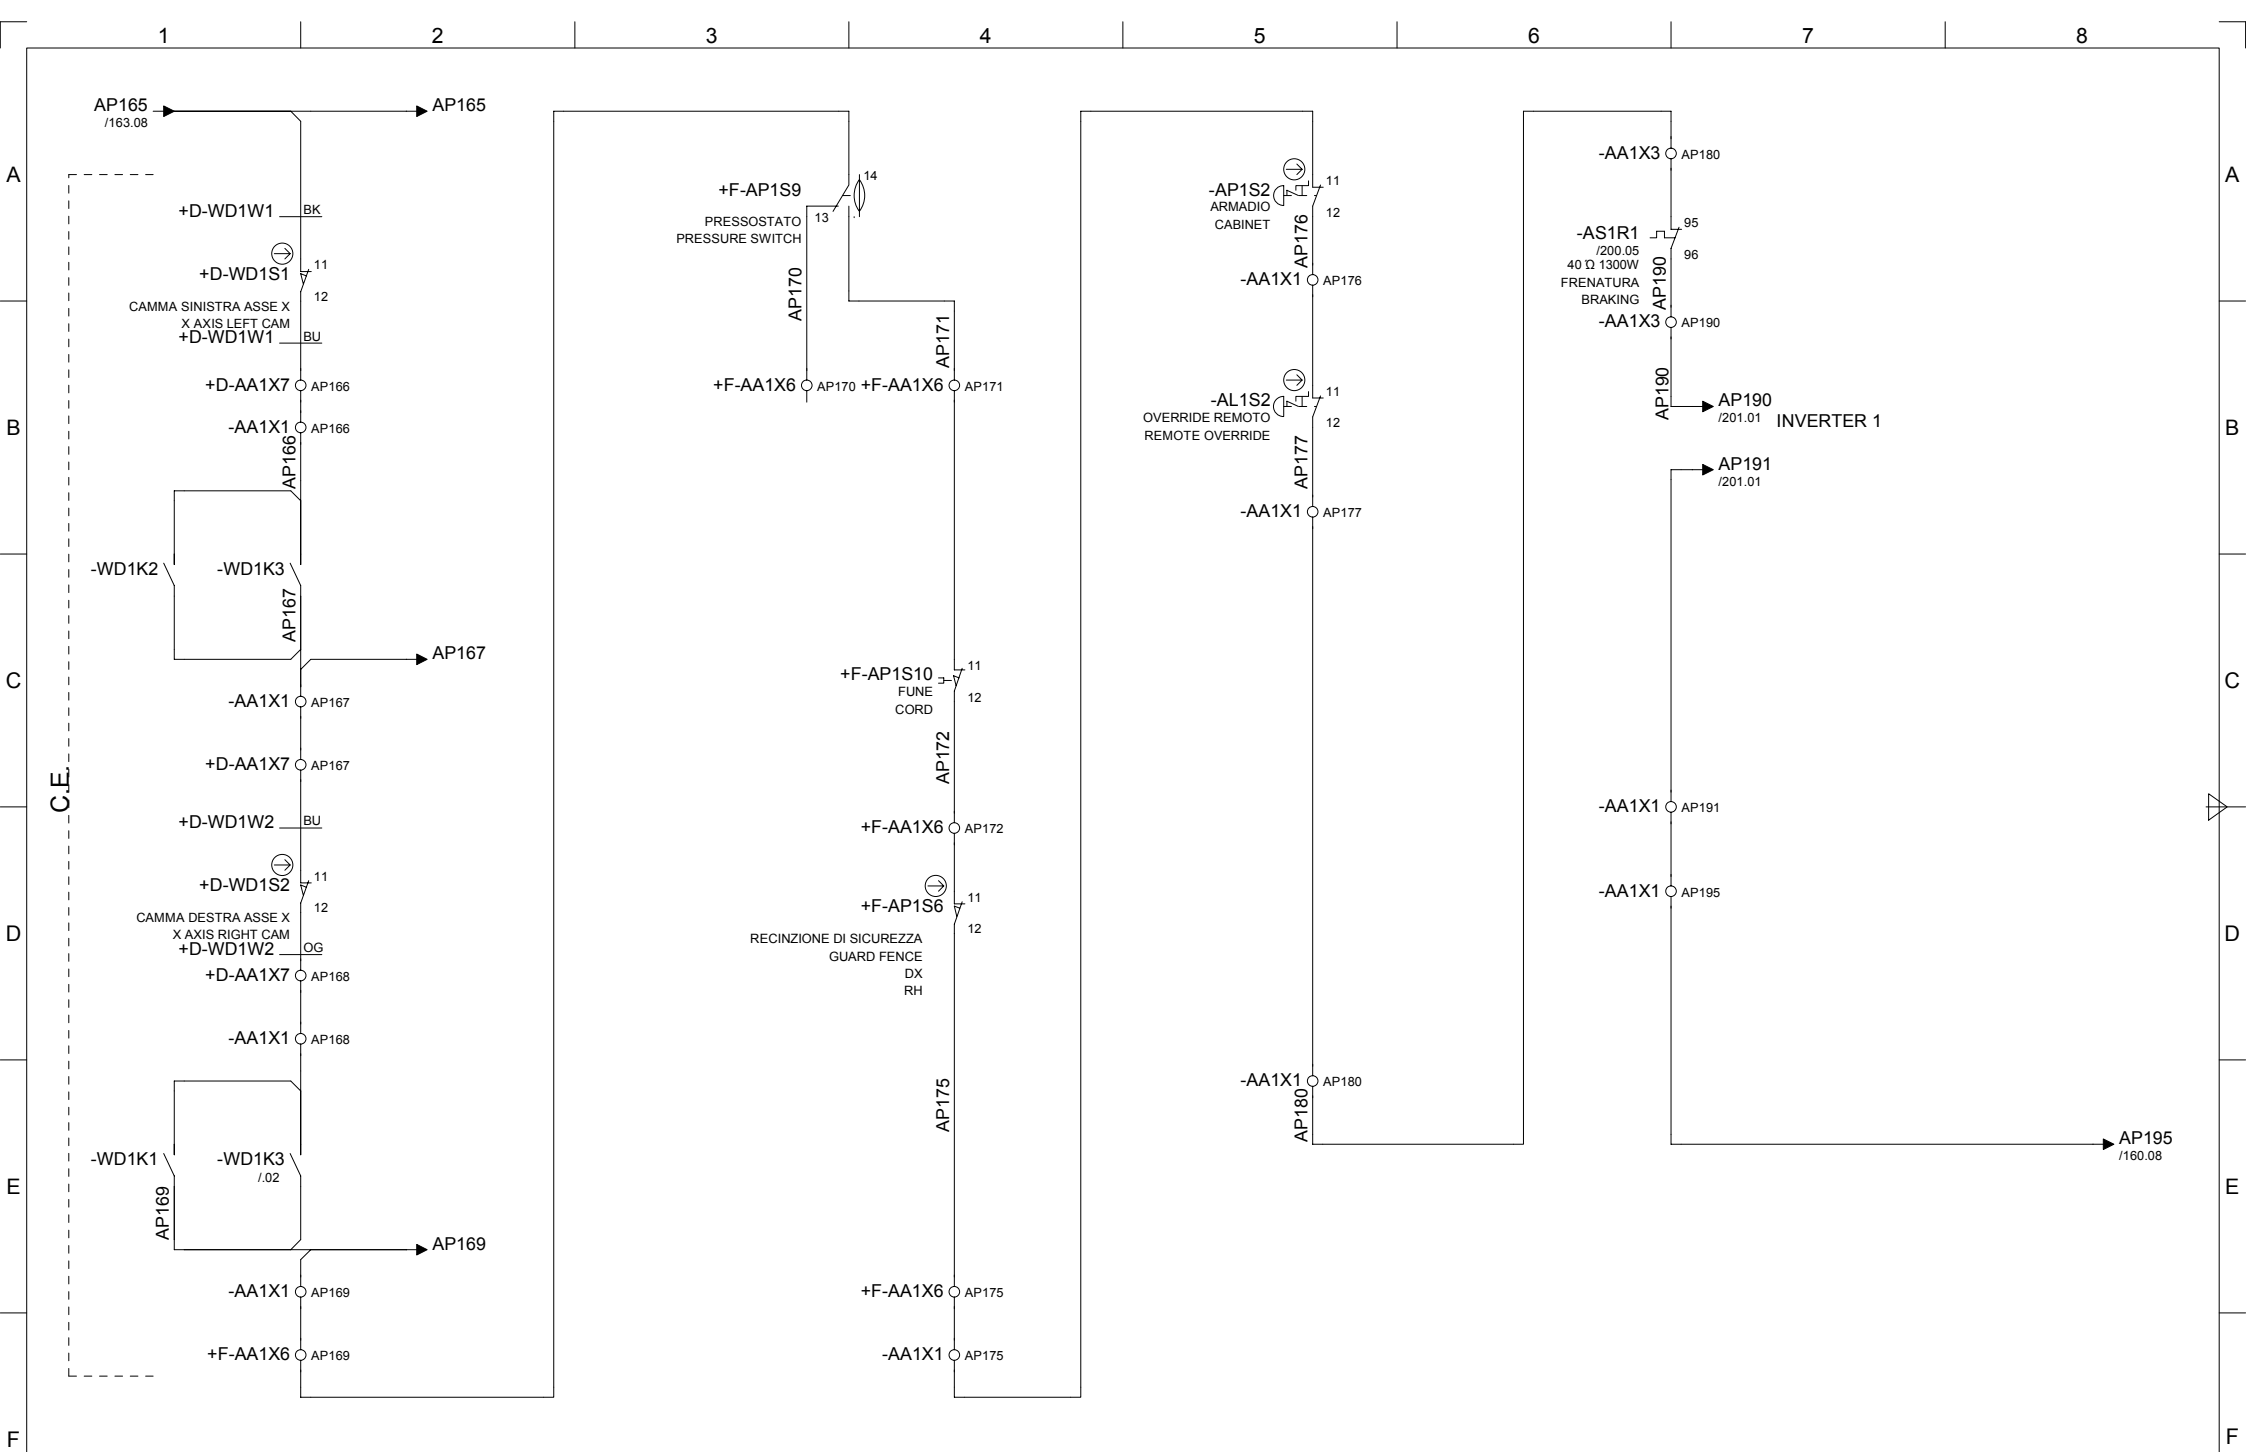 1 2 3 4 5 6 7 8
A
B
C
D
E
F
AP165
/163.08
AP165
C.E.
+D-WD1W1 BK
+D-WD1S1
11
12
CAMMA SINISTRA ASSE X
X AXIS LEFT CAM
+D-WD1W1 BU
+D-AA1X7 AP166
-AA1X1 AP166
AP166
-WD1K2
-WD1K3
AP167
AP167
-AA1X1 AP167
+D-AA1X7 AP167
+D-WD1W2 BU
+D-WD1S2
11
12
CAMMA DESTRA ASSE X
X AXIS RIGHT CAM
+D-WD1W2 OG
+D-AA1X7 AP168
-AA1X1 AP168
-WD1K1
-WD1K3
/.02
AP169
AP169
-AA1X1 AP169
+F-AA1X6 AP169
+F-AP1S9
14
13
PRESSOSTATO
PRESSURE SWITCH
AP170
+F-AA1X6 AP170
AP171
+F-AA1X6 AP171
+F-AP1S10
11
12
FUNE
CORD
AP172
+F-AA1X6 AP172
+F-AP1S6
11
12
RECINZIONE DI SICUREZZA
GUARD FENCE
DX
RH
AP175
+F-AA1X6 AP175
-AA1X1 AP175
-AP1S2
11
12
ARMADIO
CABINET
AP176
-AA1X1 AP176
-AL1S2
11
12
OVERRIDE REMOTO
REMOTE OVERRIDE
AP177
-AA1X1 AP177
-AA1X1 AP180
AP180
-AA1X3 AP180
-AS1R1
95
96
/200.05
40 Ω 1300W
FRENATURA
BRAKING
AP190
-AA1X3 AP190
AP190
AP190
/201.01
INVERTER 1
AP191
/201.01
-AA1X1 AP191
-AA1X1 AP195
AP195
/160.08
A
B
C
D
E
F